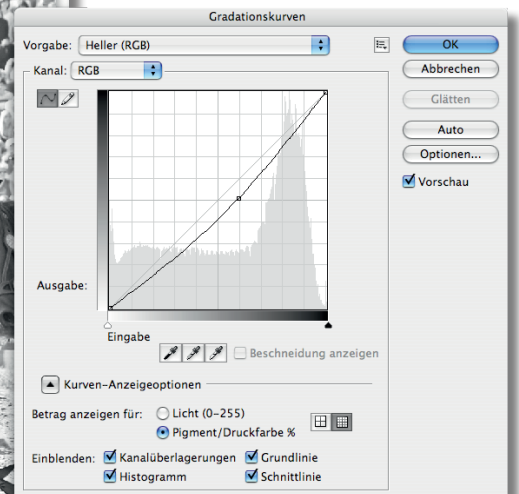 Gradationskurven
Vorgabe: Heller (RGB)
OK
Kanal: RGB
Abbrechen
Glätten
Auto
Optionen...
Vorschau
Ausgabe:
Eingabe
Beschneidung anzeigen
Kurven-Anzeigeoptionen
Betrag anzeigen für: Licht (0-255)
Pigment/Druckfarbe %
Einblenden: Kanalüberlagerungen Grundlinie
Histogramm Schnittlinie